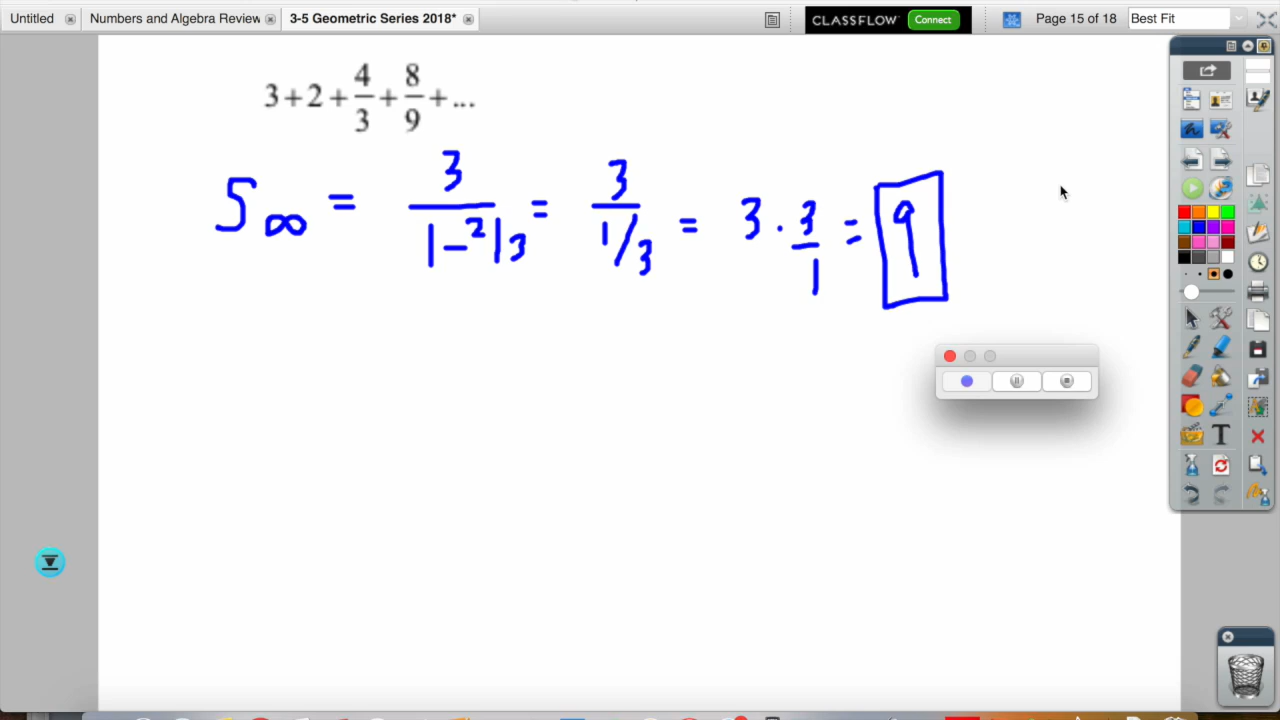 Untitled Numbers and Algebra Review 3-5 Geometric Series 2018* CLASSFLOW Connect Page 15 of 18 Best Fit
3+2+4/3+8/9+...
S∞ = 3/(1-2/3) = 3/(1/3) = 3·3/1 = 9
T